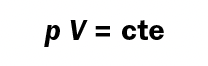 p V = cte